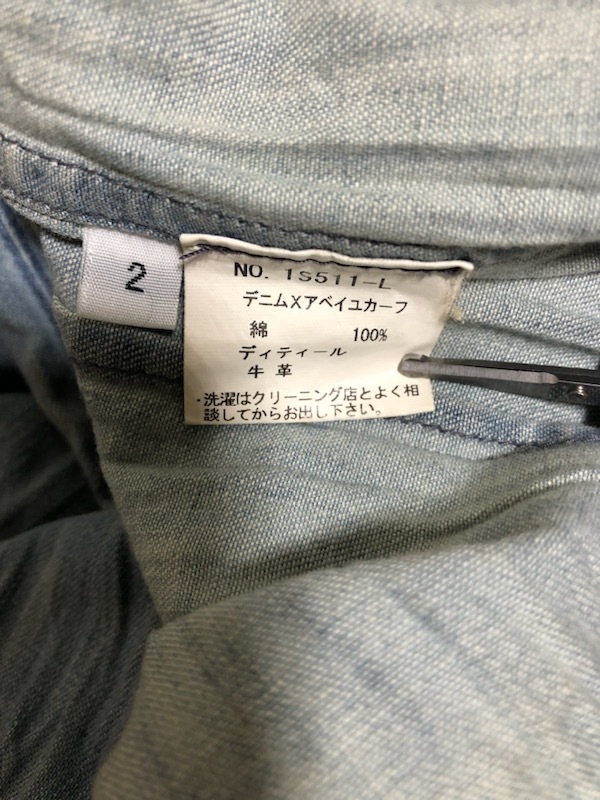 2
NO. 1S511-L
デニムXアベイユカーフ
綿 100%
ディティール
牛革
・洗濯はクリーニング店とよく相
談してからお出し下さい。